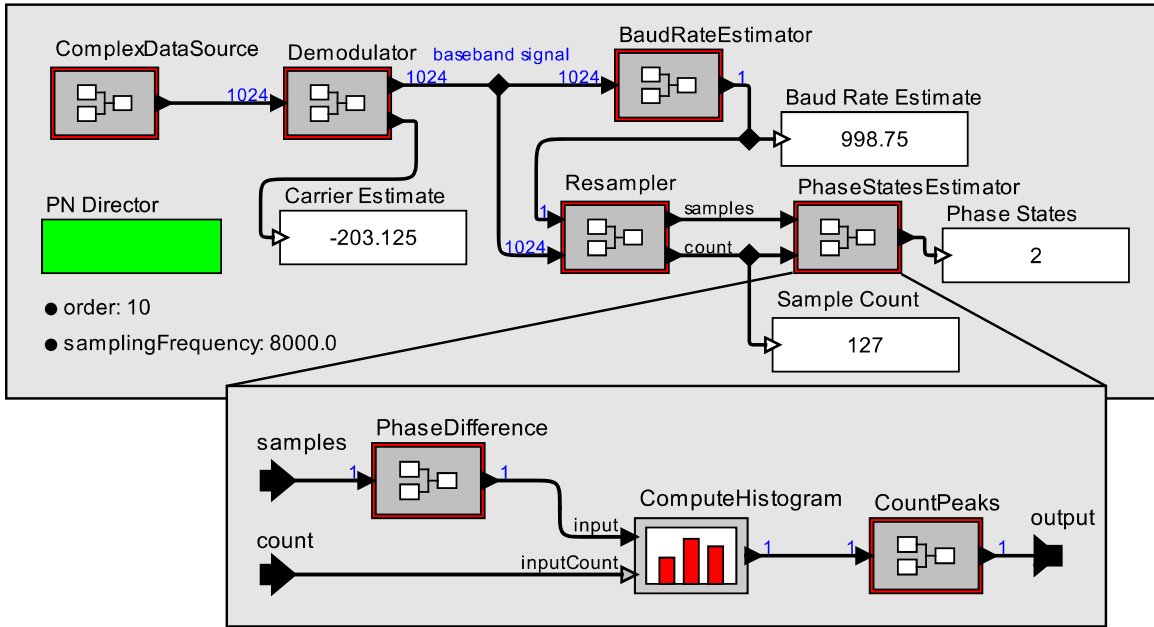 ComplexDataSource
Demodulator
baseband signal
BaudRateEstimator
1024
1024
1024
1
Baud Rate Estimate
998.75
PN Director
Carrier Estimate
-203.125
Resampler
PhaseStatesEstimator
1
samples
1024
count
Phase States
2
● order: 10
● samplingFrequency: 8000.0
Sample Count
127
PhaseDifference
samples
1
1
ComputeHistogram
CountPeaks
output
count
input
inputCount
1
1
1